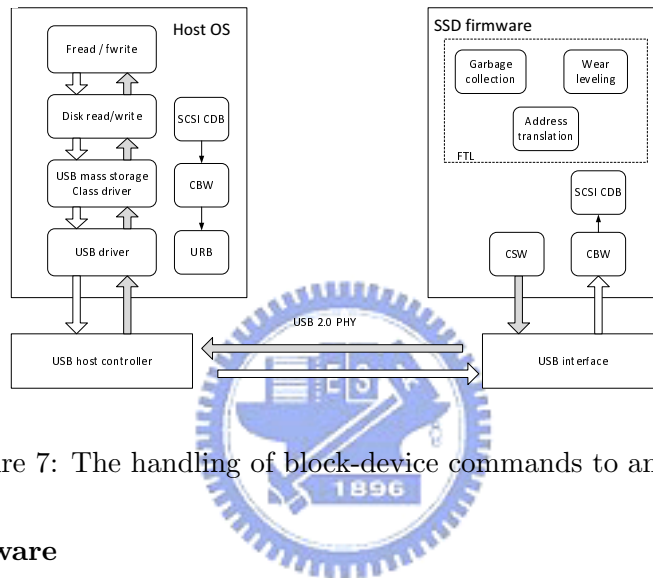 Host OS
Fread / fwrite
Disk read/write
USB mass storage
Class driver
USB driver
SCSI CDB
CBW
URB
USB host controller
SSD firmware
Garbage
collection
Wear
leveling
Address
translation
FTL
SCSI CDB
CSW
CBW
USB interface
USB 2.0 PHY
ES
1896
re 7: The handling of block-device commands to an
ware